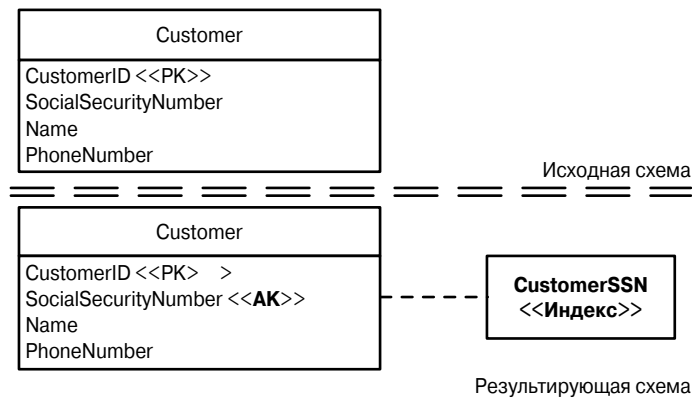 Customer
CustomerID <<PK>>
SocialSecurityNumber
Name
PhoneNumber
Исходная схема
Customer
CustomerID <<PK> >
SocialSecurityNumber <<AK>>
Name
PhoneNumber
CustomerSSN
<<Индекс>>
Результирующая схема